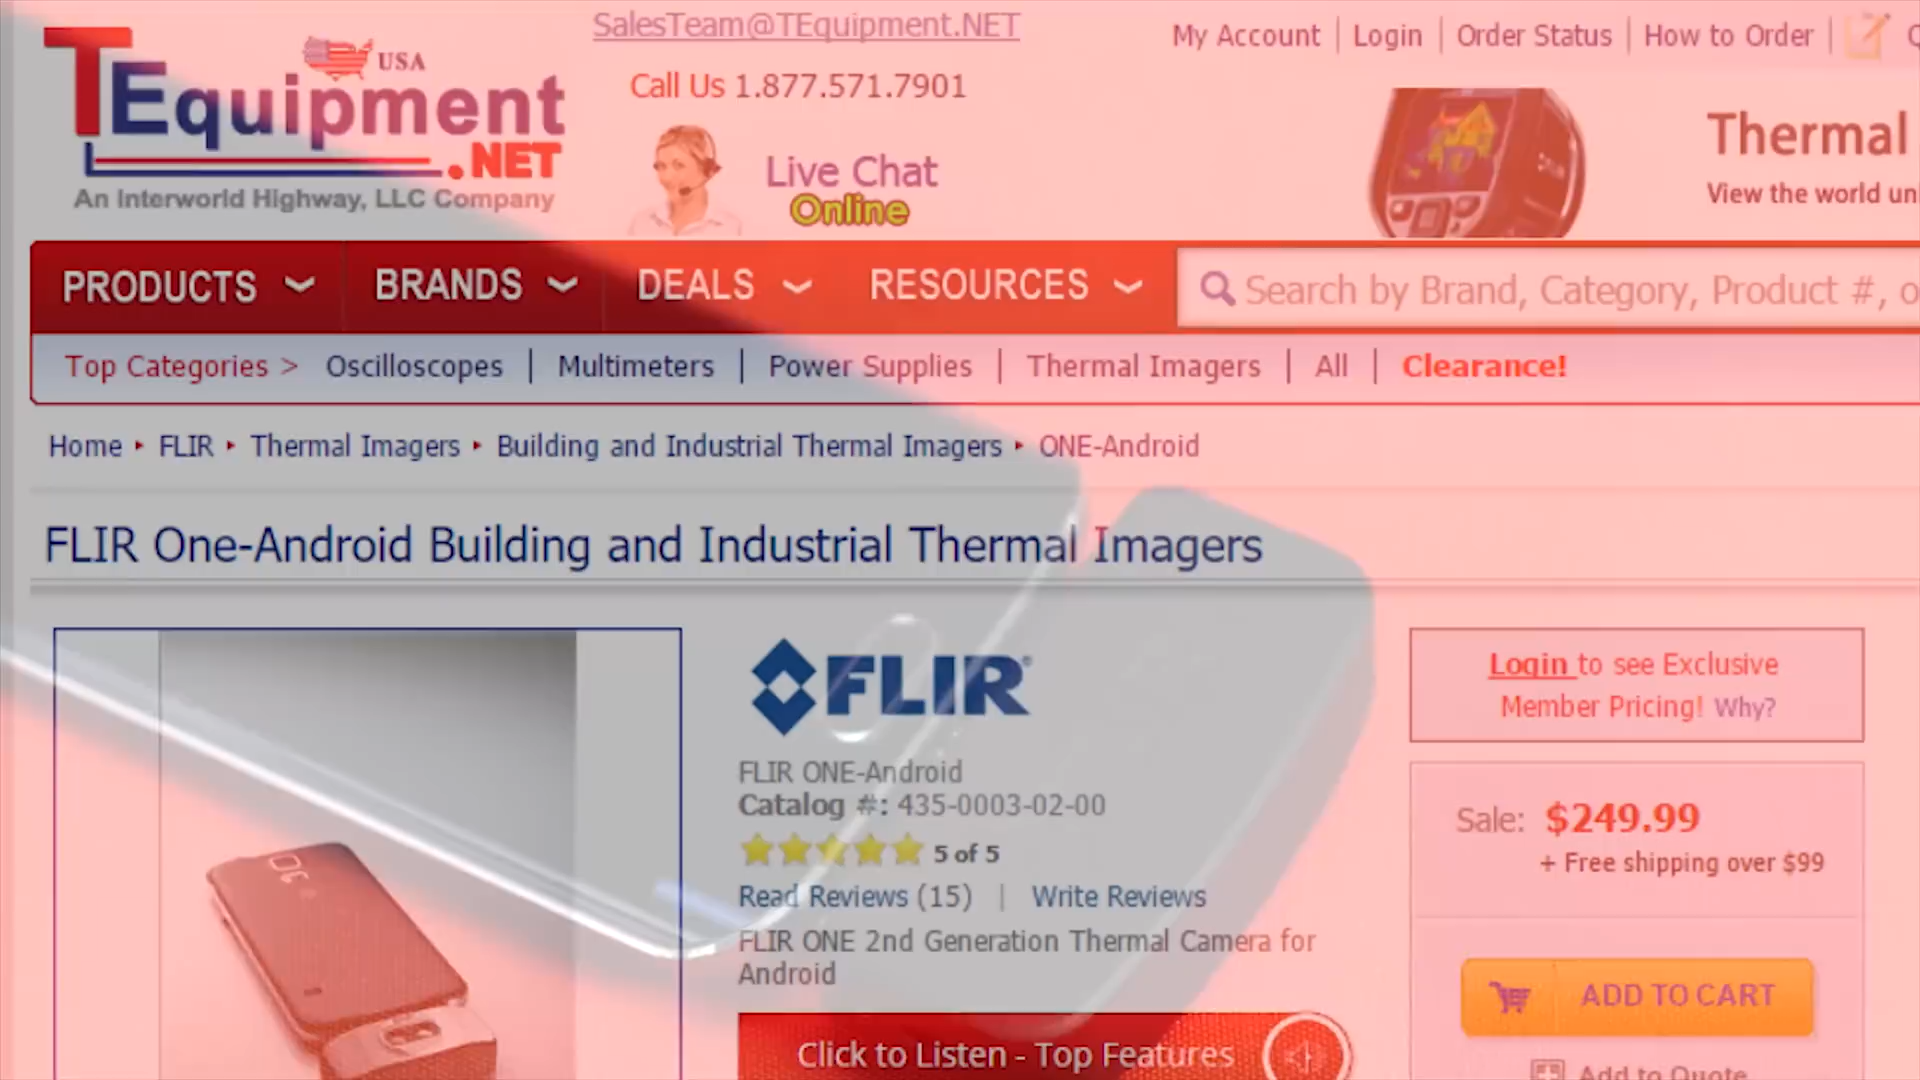 SalesTeam@TEquipment.NET
My Account | Login | Order Status | How to Order |
USA
TEquipment
.NET
An Interworld Highway, LLC Company
Call Us 1.877.571.7901
Live Chat
Online
Thermal
View the world
PRODUCTS
BRANDS
DEALS
RESOURCES
Search by Brand, Category, Product #,
Top Categories > Oscilloscopes | Multimeters | Power Supplies | Thermal Imagers | All | Clearance!
Home ‣ FLIR ‣ Thermal Imagers ‣ Building and Industrial Thermal Imagers ‣ ONE-Android
FLIR One-Android Building and Industrial Thermal Imagers
FLIR
FLIR ONE-Android
Catalog #: 435-0003-02-00
5 of 5
Read Reviews (15) | Write Reviews
FLIR ONE 2nd Generation Thermal Camera for
Android
Click to Listen - Top Features
Login to see Exclusive
Member Pricing! Why?
Sale: $249.99
+ Free shipping over $99
ADD TO CART
Add to Quote